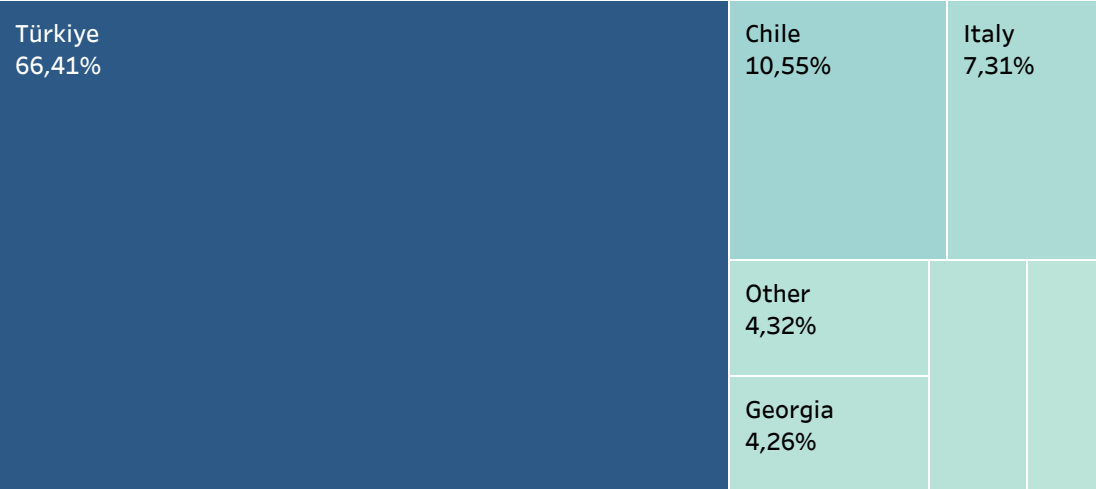 Türkiye
66,41%
Chile
10,55%
Italy
7,31%
Other
4,32%
Georgia
4,26%